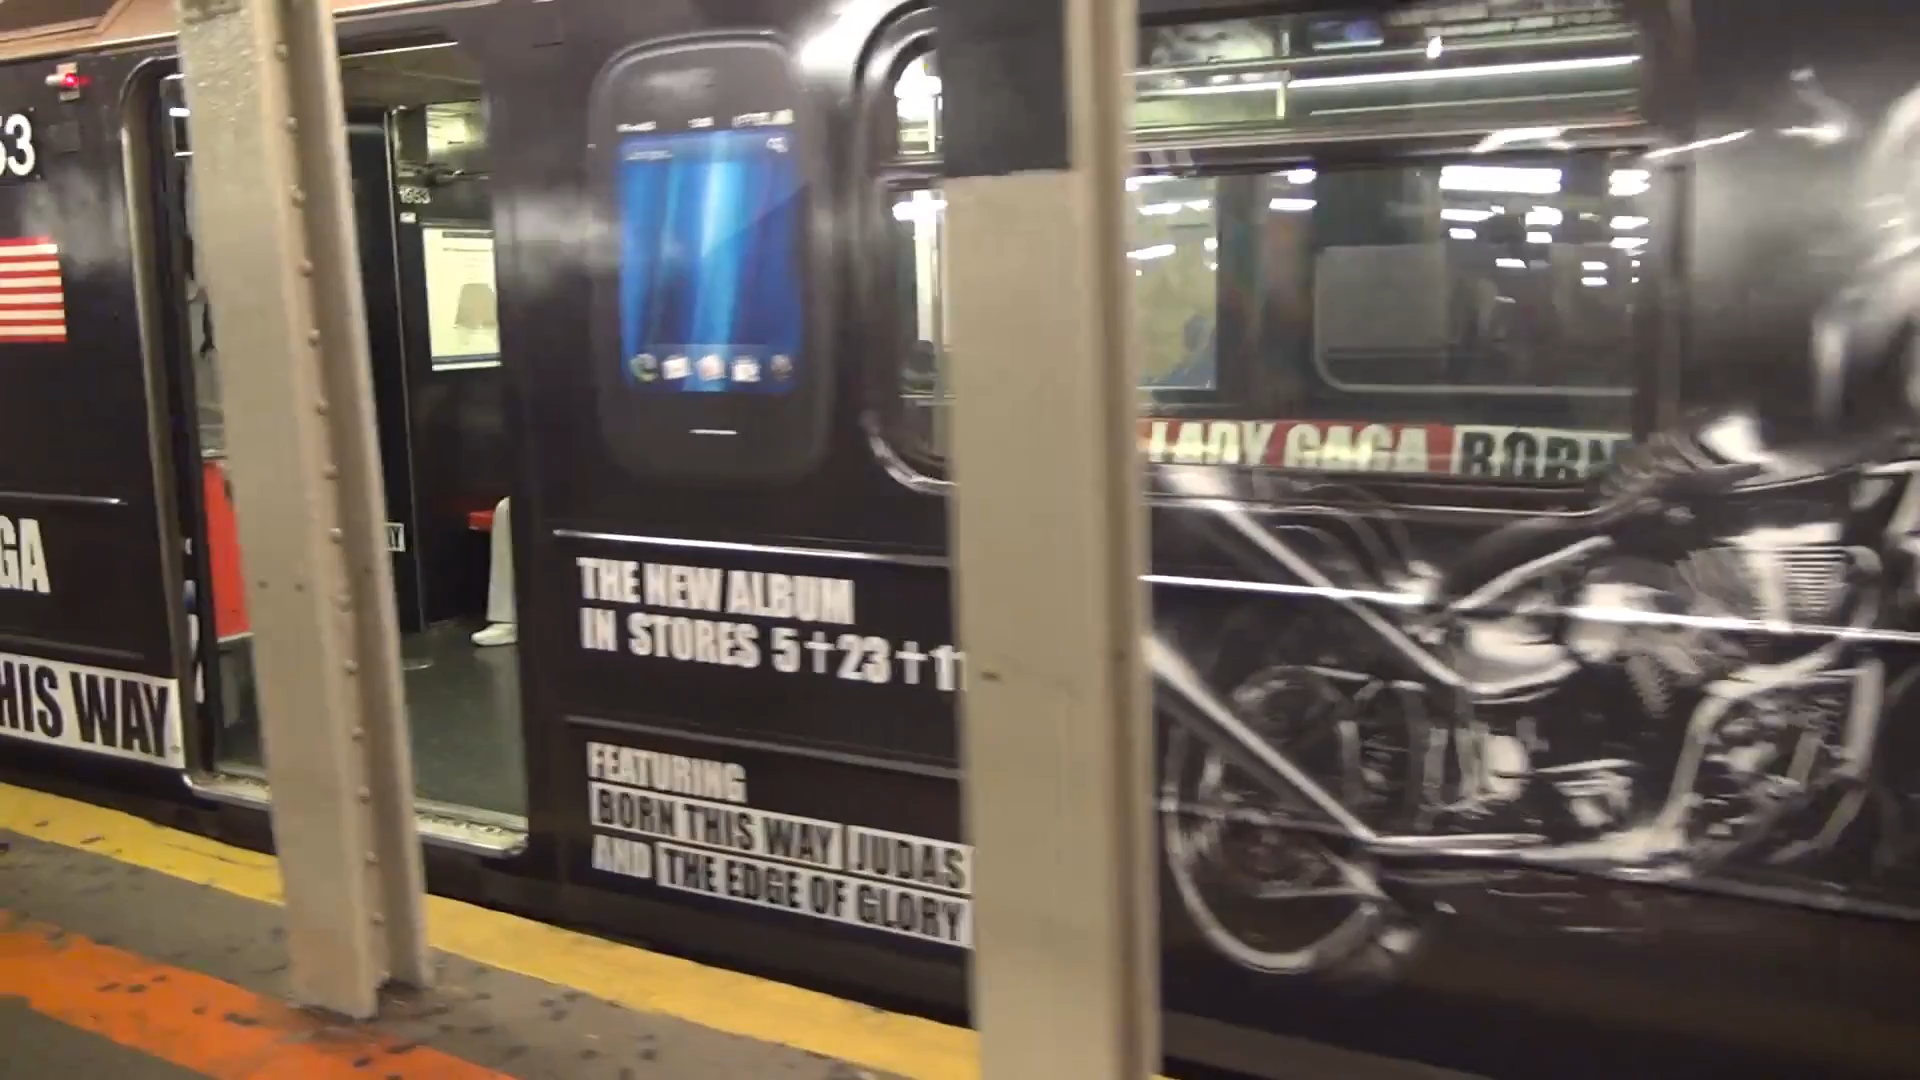 53
1953
GA
HIS WAY
LADY GAGA BORN
THE NEW ALBUM
IN STORES 5†23†11
FEATURING
BORN THIS WAY JUDAS
AND THE EDGE OF GLORY